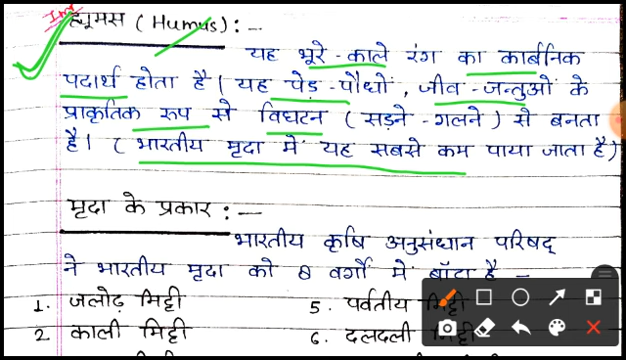 Imp
ह्यूमस (Humus) : –
यह भूरे - काले रंग का कार्बनिक
पदार्थ होता है। यह पेड़ - पौधों, जीव - जन्तुओं के
प्राकृतिक रूप से विघटन ( सड़ने - गलने ) से बनता
है। ( भारतीय मृदा में यह सबसे कम पाया जाता है)
मृदा के प्रकार : –
भारतीय कृषि अनुसंधान परिषद्
ने भारतीय मृदा को 8 वर्गों में बाँटा है –
1. जलोढ़ मिट्टी 5. पर्वतीय मिट्टी
2 काली मिट्टी 6. दलदली